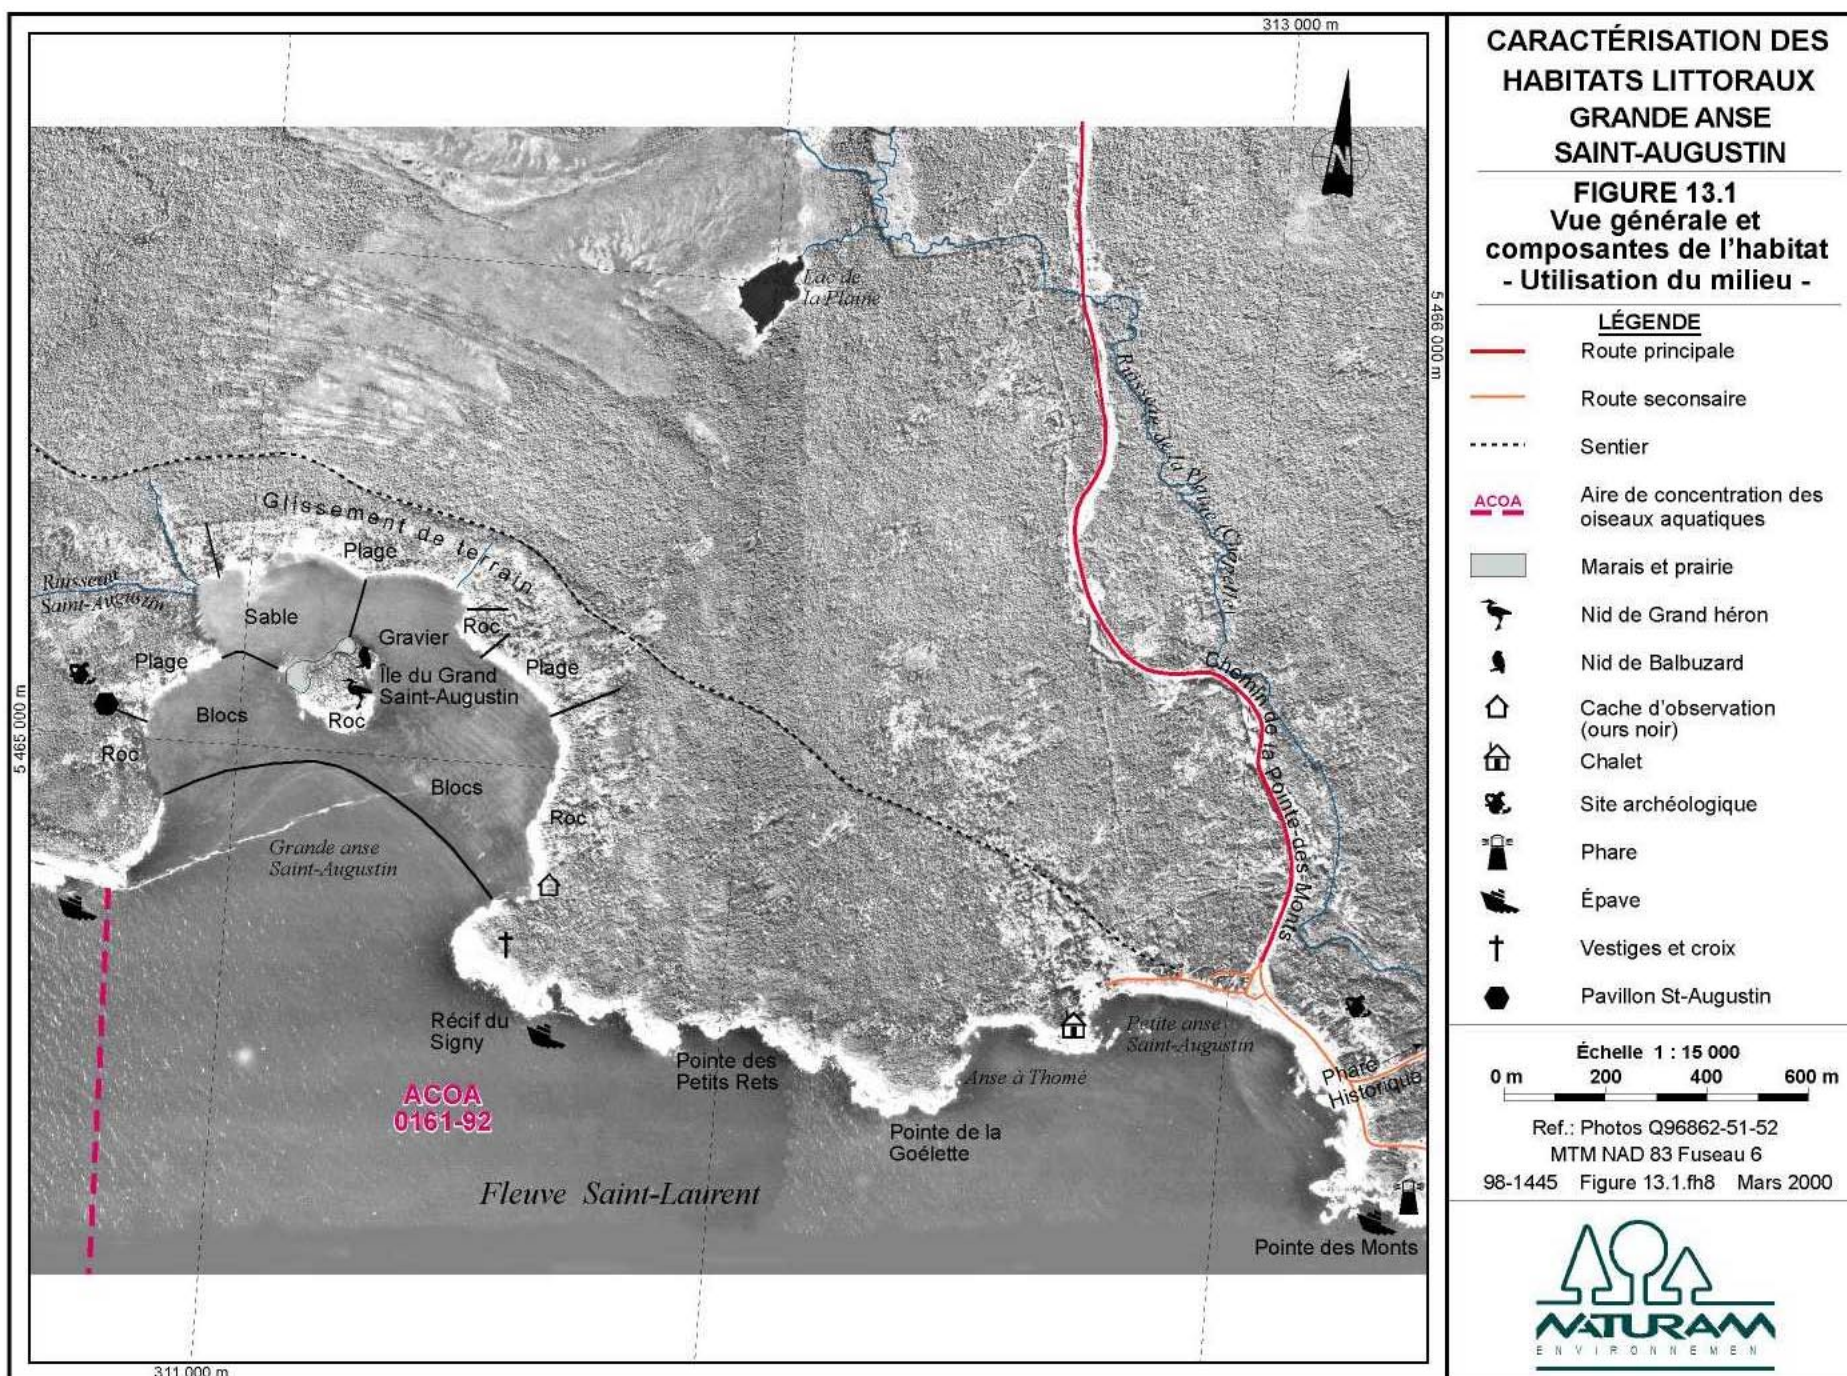 313 000 m
CARACTÉRISATION DES
HABITATS LITTORAUX
GRANDE ANSE
SAINT-AUGUSTIN
FIGURE 13.1
Vue générale et
composantes de l'habitat
- Utilisation du milieu -
LÉGENDE
Route principale
Route seconsaire
Sentier
ACOA
Aire de concentration des
oiseaux aquatiques
Marais et prairie
Nid de Grand héron
Nid de Balbuzard
Cache d'observation
(ours noir)
Chalet
Site archéologique
Phare
Épave
Vestiges et croix
Pavillon St-Augustin
Échelle 1 : 15 000
0 m 200 400 600 m
Ref.: Photos Q96862-51-52
MTM NAD 83 Fuseau 6
98-1445 Figure 13.1.fh8 Mars 2000
NATURAM
ENVIRONNEMEN
N
5 466 000 m
Lac de
la Plaine
Ruisseau de la Plaine (Chapelle)
Glissement de terrain
Plage
Ruisseau
Saint-Augustin
Sable
Gravier
Roc
Plage
Plage
Île du Grand
Saint-Augustin
Blocs
Roc
Roc
5 465 000 m
Blocs
Roc
Grande anse
Saint-Augustin
Chemin de la Pointe-des-Monts
Récif du
Signy
Pointe des
Petits Rets
Petite anse
Saint-Augustin
Anse à Thomé
Phare
Historique
ACOA
0161-92
Pointe de la
Goélette
Fleuve Saint-Laurent
Pointe des Monts
311 000 m